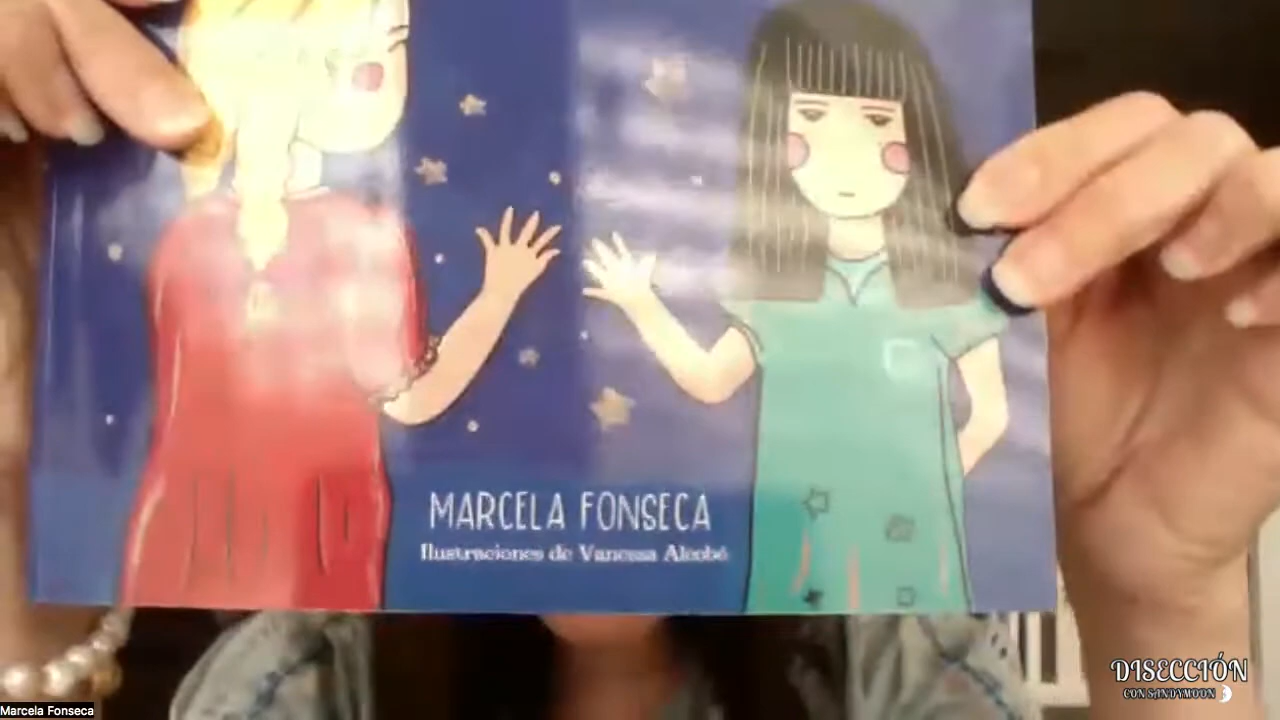 MARCELA FONSECA
Ilustraciones de Vanessa Alcobé
DISECCIÓN
CON SANDYMOON
Marcela Fonseca